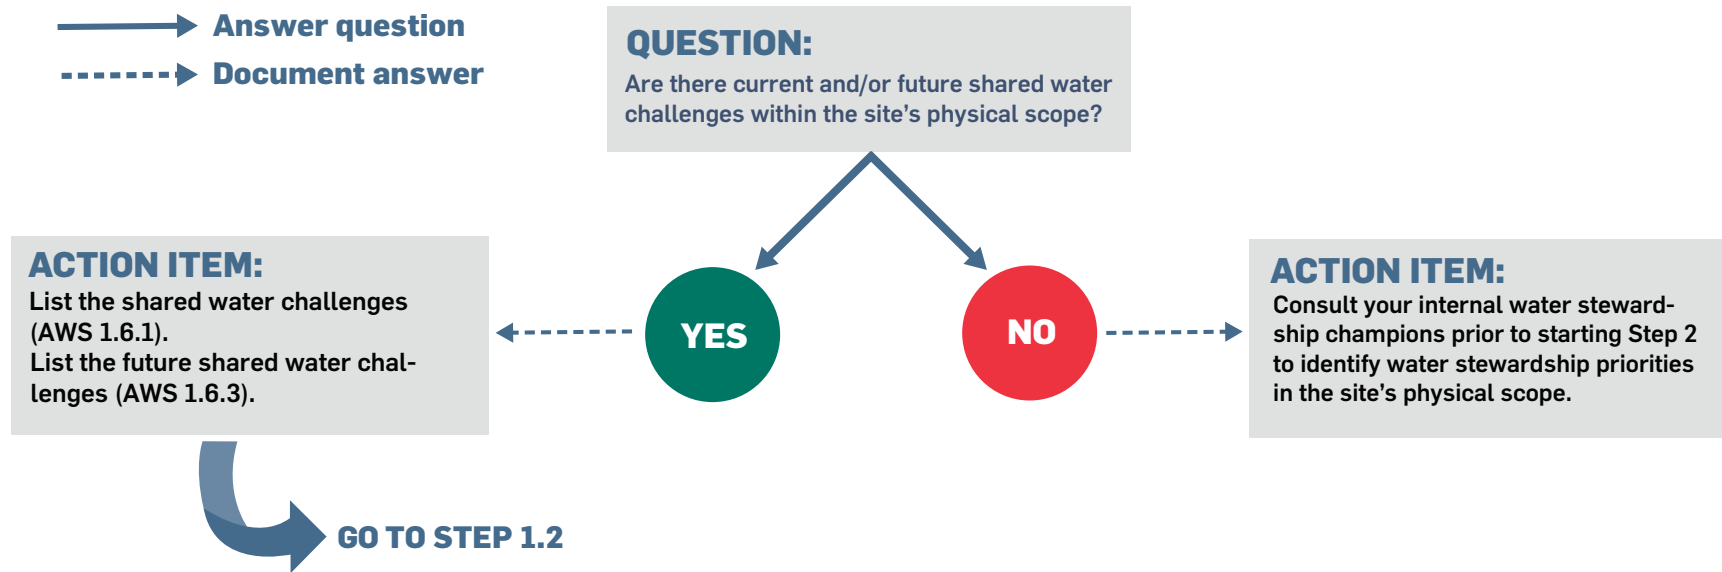 Answer question
Document answer
QUESTION:
Are there current and/or future shared water
challenges within the site’s physical scope?
ACTION ITEM:
List the shared water challenges
(AWS 1.6.1).
List the future shared water chal-
lenges (AWS 1.6.3).
YES
NO
ACTION ITEM:
Consult your internal water steward-
ship champions prior to starting Step 2
to identify water stewardship priorities
in the site’s physical scope.
GO TO STEP 1.2